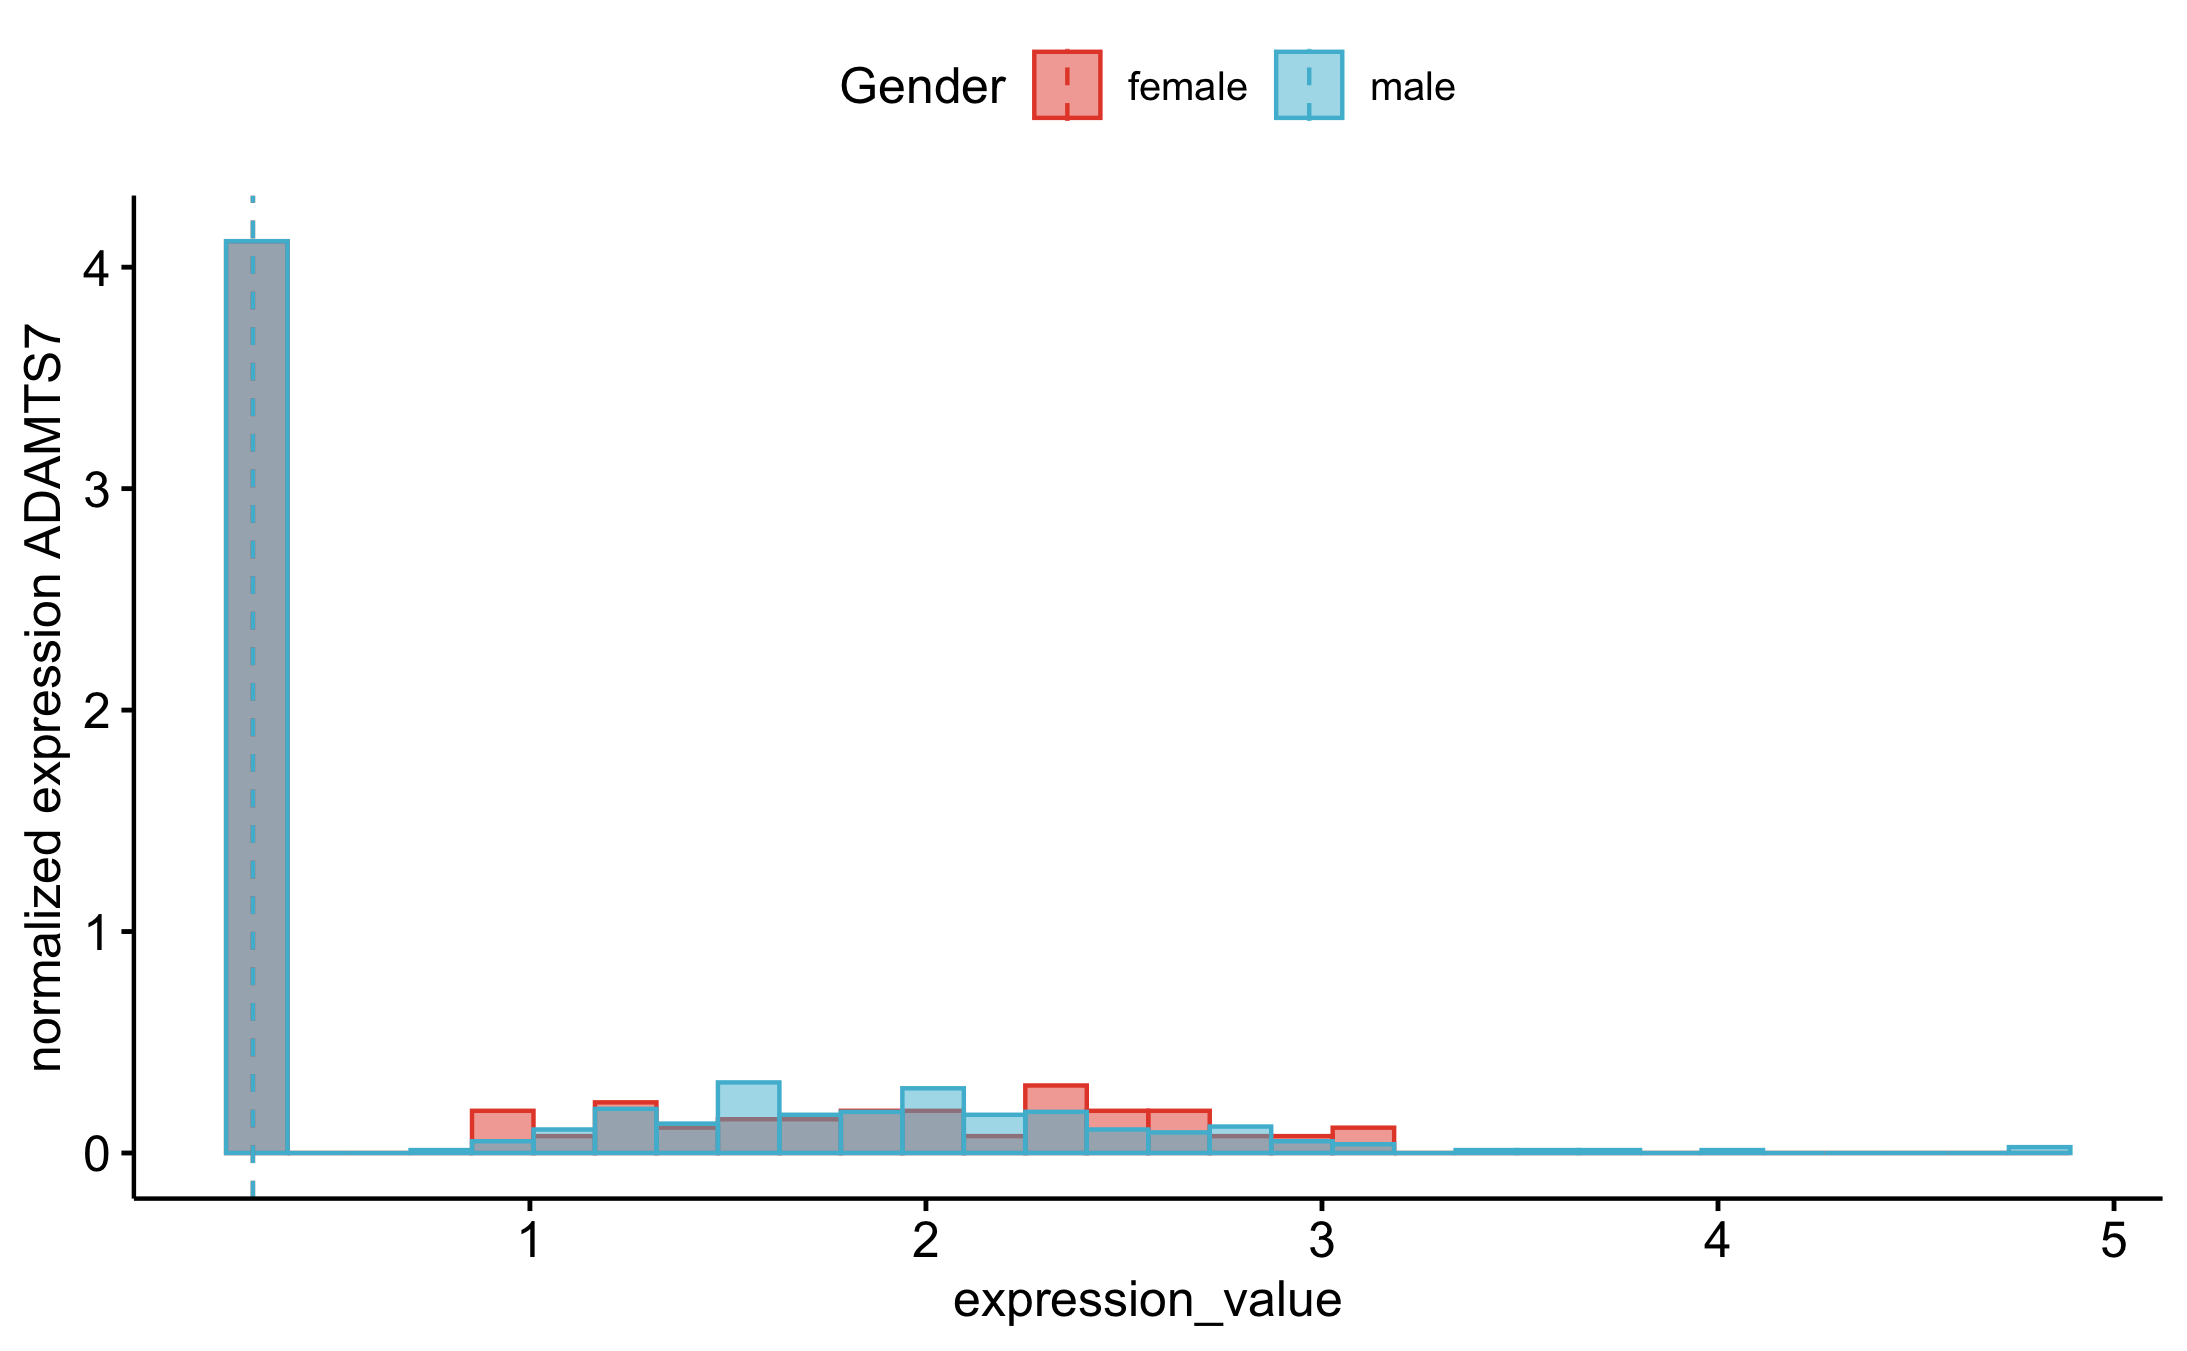 Gender female male
normalized expression ADAMTS7
4
3
2
1
0
1 2 3 4 5
expression_value